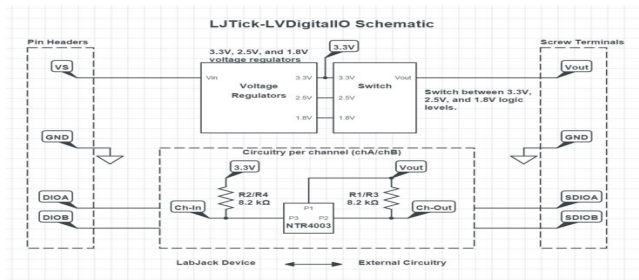 LJTick-LVDigitalIO Schematic
Pin Headers
Screw Terminals
3.3V, 2.5V, and 1.8V
voltage regulators
3.3V
VS
Vin
Voltage
Regulators
3.3V
2.5V
1.8V
3.3V
2.5V
1.8V
Switch
Vout
Vout
Switch between 3.3V,
2.5V, and 1.8V logic
levels.
GND
GND
Circuitry per channel (chA/chB)
3.3V
Vout
R2/R4
8.2 kΩ
R1/R3
8.2 kΩ
Ch-In
P1
P3
P2
NTR4003
Ch-Out
DIOA
DIOB
SDIOA
SDIOB
LabJack Device
External Circuitry